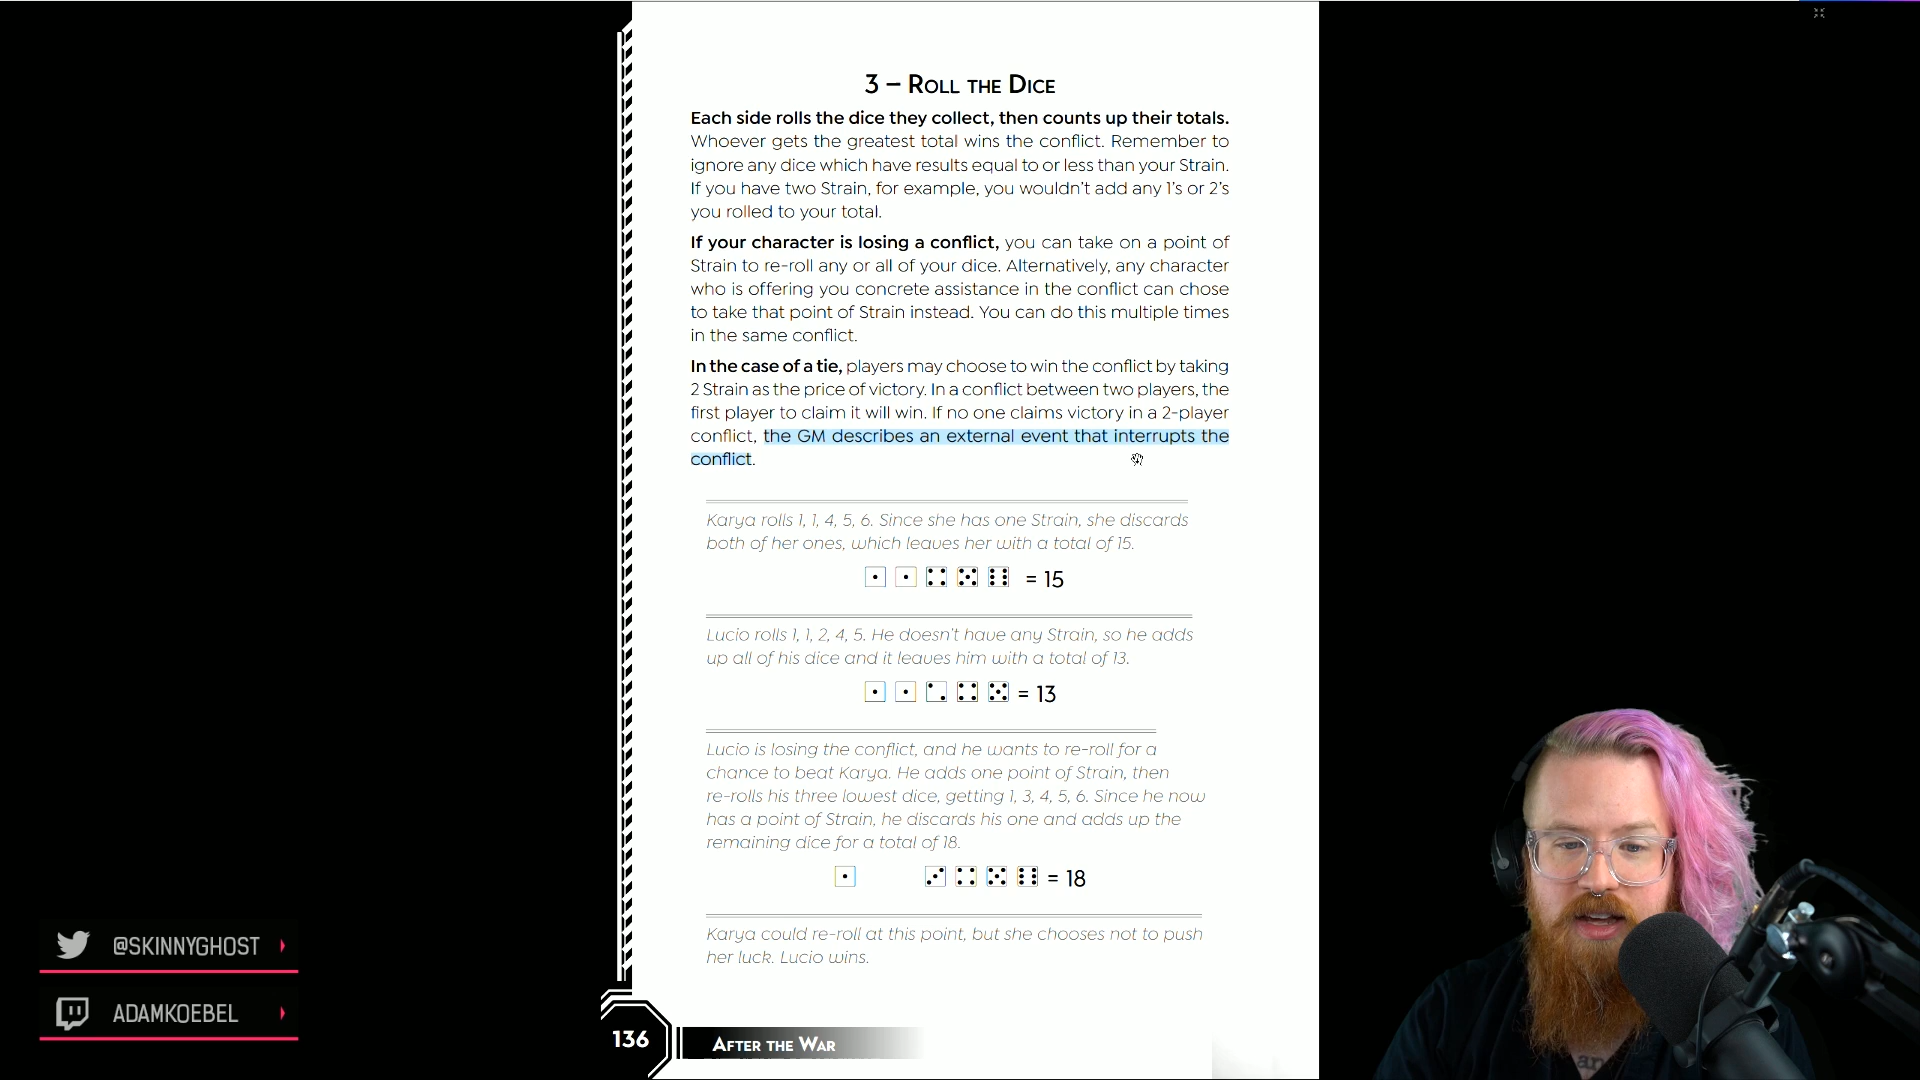 3 – Roll the Dice
Each side rolls the dice they collect, then counts up their totals.
Whoever gets the greatest total wins the conflict. Remember to
ignore any dice which have results equal to or less than your Strain.
If you have two Strain, for example, you wouldn't add any 1's or 2's
you rolled to your total.
If your character is losing a conflict, you can take on a point of
Strain to re-roll any or all of your dice. Alternatively, any character
who is offering you concrete assistance in the conflict can chose
to take that point of Strain instead. You can do this multiple times
in the same conflict.
In the case of a tie, players may choose to win the conflict by taking
2 Strain as the price of victory. In a conflict between two players, the
first player to claim it will win. If no one claims victory in a 2-player
conflict, the GM describes an external event that interrupts the
conflict.
Karya rolls 1, 1, 4, 5, 6. Since she has one Strain, she discards
both of her ones, which leaves her with a total of 15.
= 15
Lucio rolls 1, 1, 2, 4, 5. He doesn't have any Strain, so he adds
up all of his dice and it leaves him with a total of 13.
= 13
Lucio is losing the conflict, and he wants to re-roll for a
chance to beat Karya. He adds one point of Strain, then
re-rolls his three lowest dice, getting 1, 3, 4, 5, 6. Since he now
has a point of Strain, he discards his one and adds up the
remaining dice for a total of 18.
= 18
Karya could re-roll at this point, but she chooses not to push
her luck. Lucio wins.
136
After the War
@SKINNYGHOST
ADAMKOEBEL